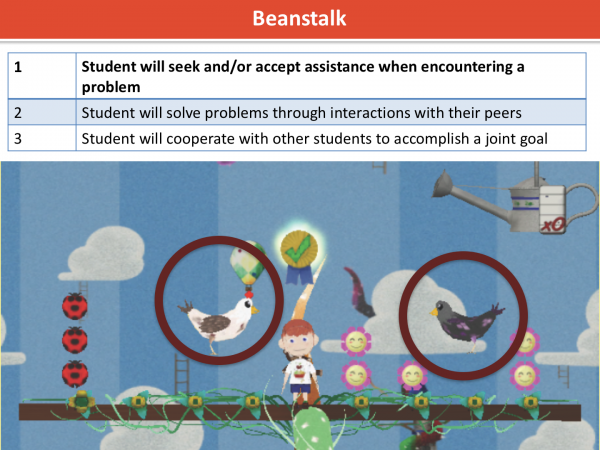 Beanstalk
1 Student will seek and/or accept assistance when encountering a
problem
2 Student will solve problems through interactions with their peers
3 Student will cooperate with other students to accomplish a joint goal
x0